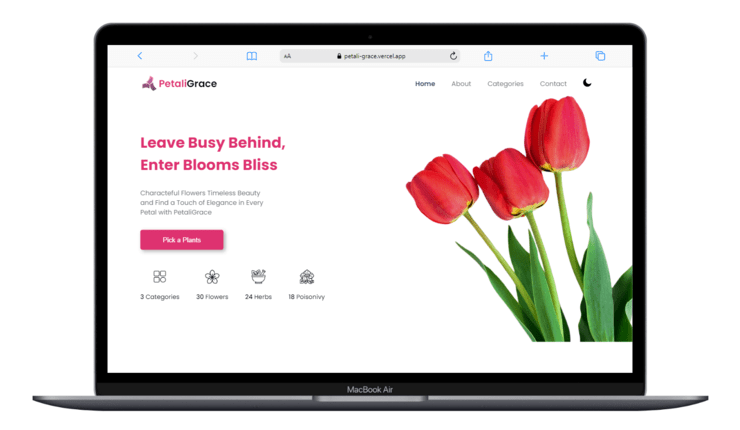 AA
petali-grace.vercel.app
PetaliGrace
Home About Categories Contact
Leave Busy Behind,
Enter Blooms Bliss
Characteful Flowers Timeless Beauty
and Find a Touch of Elegance in Every
Petal with PetaliGrace
Pick a Plants
3 Categories 30 Flowers 24 Herbs 18 Poisonivy
MacBook Air